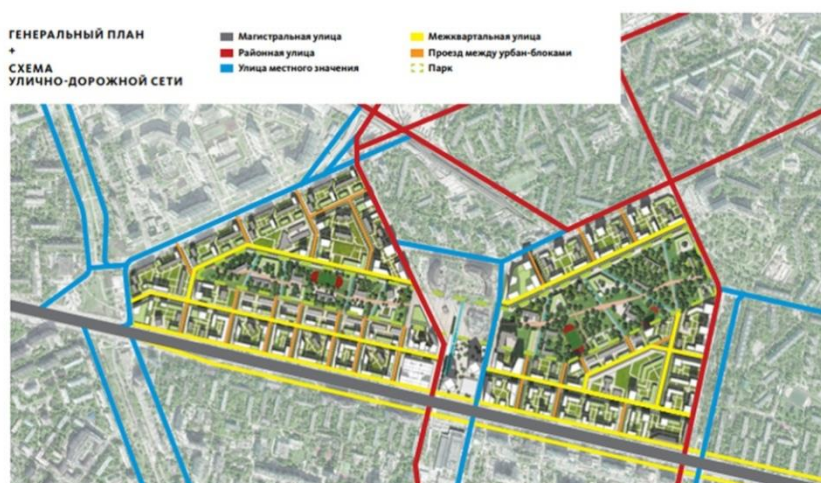 ГЕНЕРАЛЬНЫЙ ПЛАН
+
СХЕМА
УЛИЧНО-ДОРОЖНОЙ СЕТИ
Магистральная улица
Районная улица
Улица местного значения
Межквартальная улица
Проезд между урбан-блоками
Парк